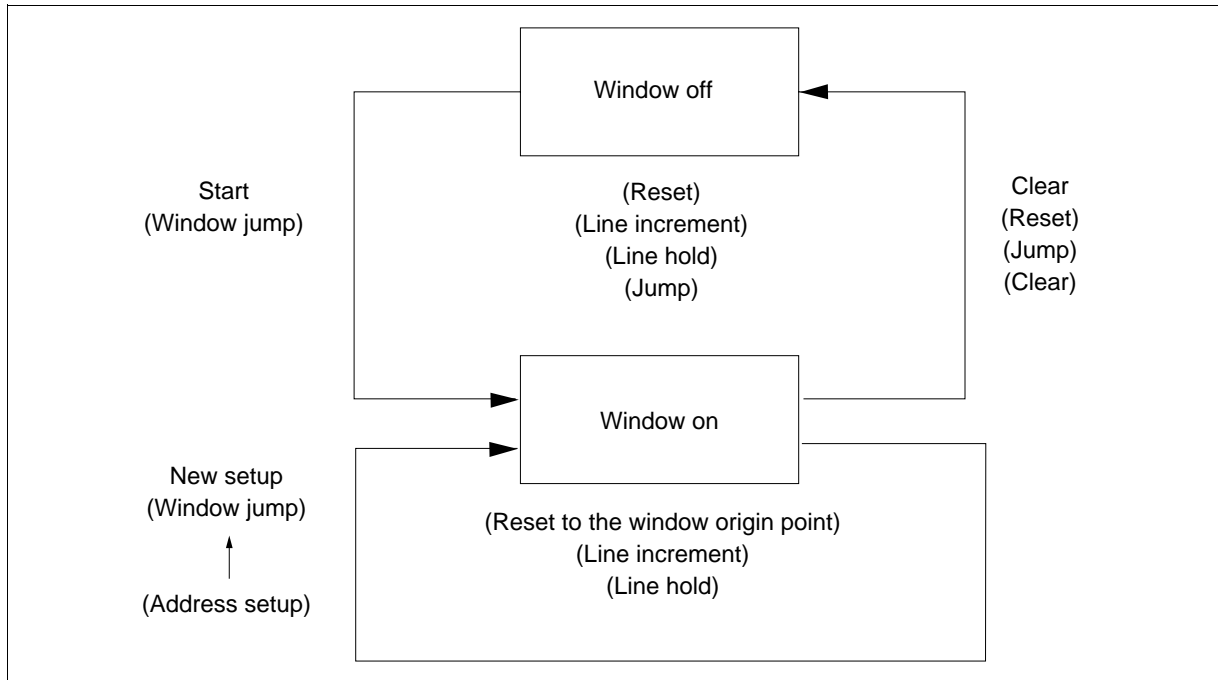 Window off
Start
(Window jump)
(Reset)
(Line increment)
(Line hold)
(Jump)
Clear
(Reset)
(Jump)
(Clear)
Window on
New setup
(Window jump)
(Address setup)
(Reset to the window origin point)
(Line increment)
(Line hold)